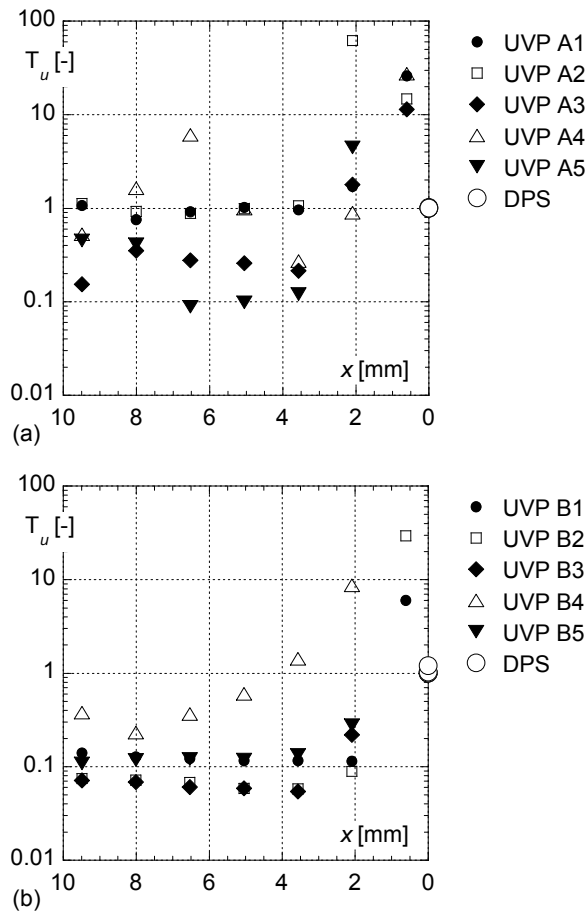 100
T_u [-]
10
1
0.1
0.01
x [mm]
10 8 6 4 2 0
(a)
UVP A1
UVP A2
UVP A3
UVP A4
UVP A5
DPS
100
T_u [-]
10
1
0.1
0.01
x [mm]
10 8 6 4 2 0
(b)
UVP B1
UVP B2
UVP B3
UVP B4
UVP B5
DPS